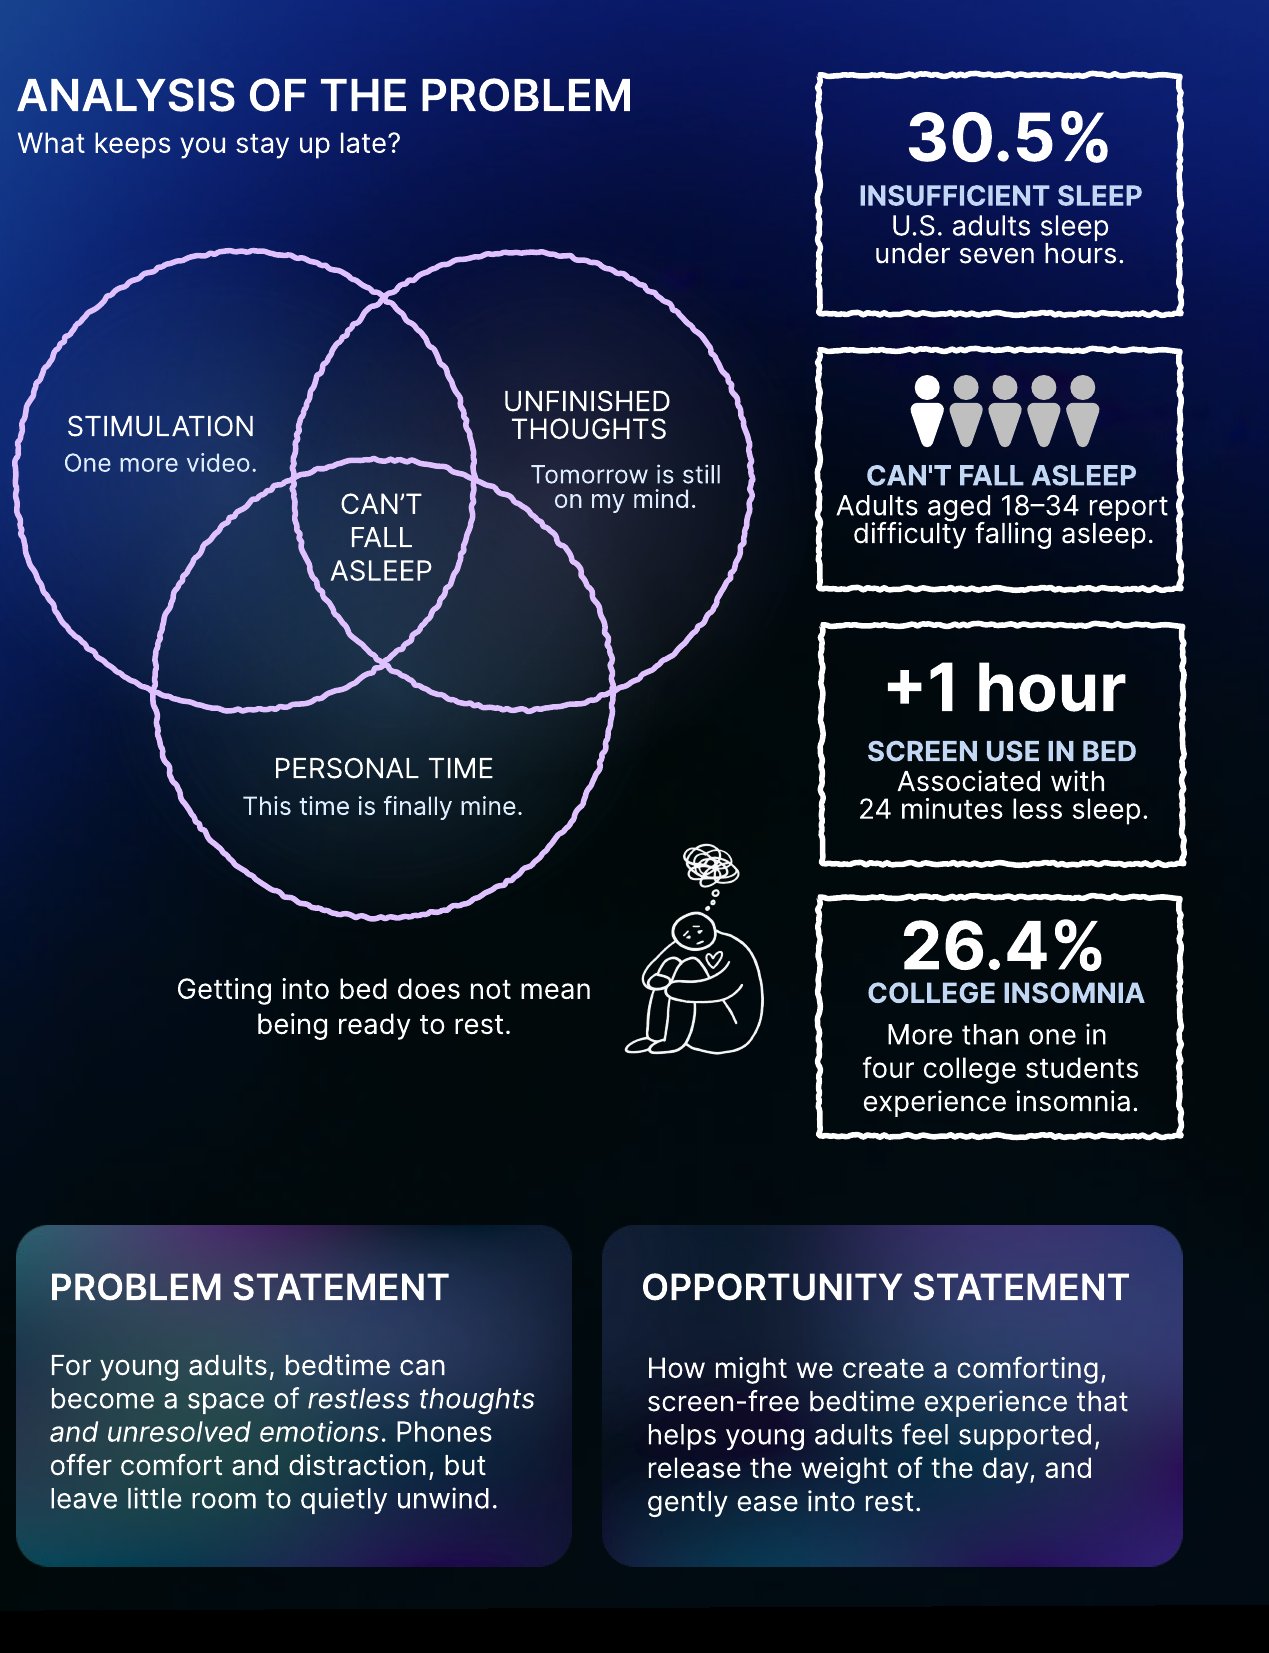 ANALYSIS OF THE PROBLEM
What keeps you stay up late?
STIMULATION
One more video.
UNFINISHED
THOUGHTS
Tomorrow is still
on my mind.
CAN'T
FALL
ASLEEP
PERSONAL TIME
This time is finally mine.
Getting into bed does not mean
being ready to rest.
30.5%
INSUFFICIENT SLEEP
U.S. adults sleep
under seven hours.
CAN'T FALL ASLEEP
Adults aged 18–34 report
difficulty falling asleep.
+1 hour
SCREEN USE IN BED
Associated with
24 minutes less sleep.
26.4%
COLLEGE INSOMNIA
More than one in
four college students
experience insomnia.
PROBLEM STATEMENT
For young adults, bedtime can
become a space of restless thoughts
and unresolved emotions. Phones
offer comfort and distraction, but
leave little room to quietly unwind.
OPPORTUNITY STATEMENT
How might we create a comforting,
screen-free bedtime experience that
helps young adults feel supported,
release the weight of the day, and
gently ease into rest.